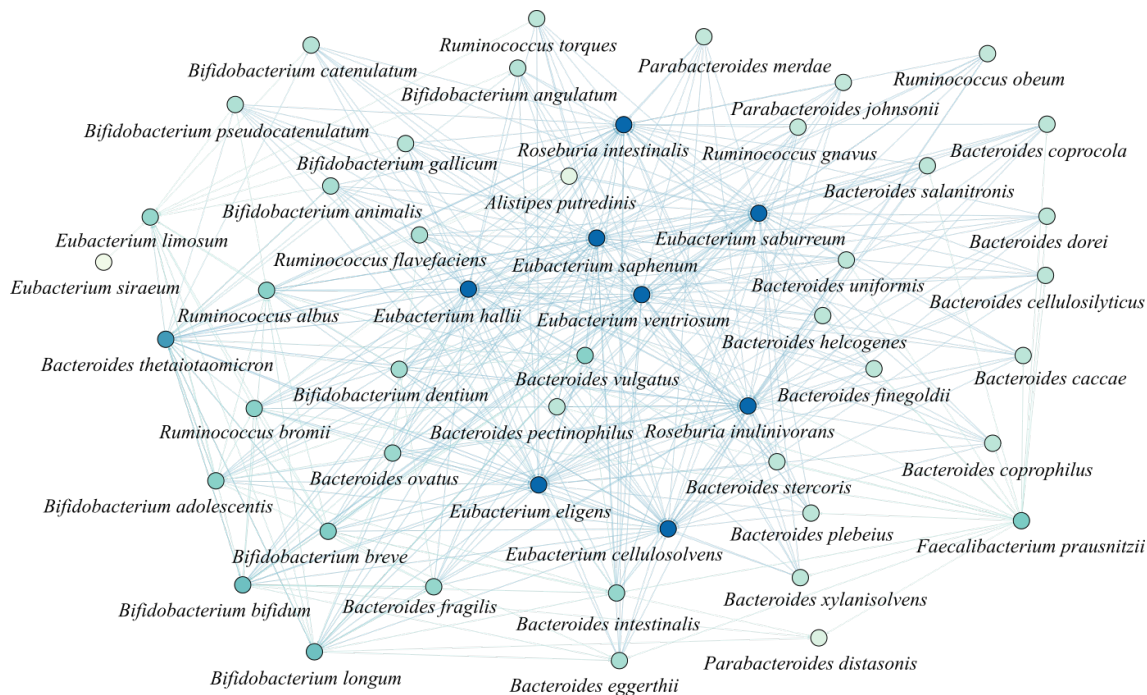 Ruminococcus torques
Parabacteroides merdae
Bifidobacterium catenulatum
Ruminococcus obeum
Bifidobacterium angulatum
Parabacteroides johnsonii
Bifidobacterium pseudocatenulatum
Roseburia intestinalis
Ruminococcus gnavus
Bacteroides coprocola
Bifidobacterium gallicum
Bacteroides salanitronis
Alistipes putredinis
Bifidobacterium animalis
Eubacterium limosum
Eubacterium saburreum
Bacteroides dorei
Ruminococcus flavefaciens
Eubacterium saphenum
Eubacterium siraeum
Bacteroides uniformis
Bacteroides cellulosilyticus
Ruminococcus albus
Eubacterium hallii
Eubacterium ventriosum
Bacteroides helcogenes
Bacteroides thetaiotaomicron
Bacteroides vulgatus
Bacteroides caccae
Bifidobacterium dentium
Bacteroides finegoldii
Ruminococcus bromii
Bacteroides pectinophilus
Roseburia inulinivorans
Bacteroides ovatus
Bacteroides coprophilus
Bacteroides stercoris
Bifidobacterium adolescentis
Eubacterium eligens
Bifidobacterium breve
Eubacterium cellulosolvens
Bacteroides plebeius
Faecalibacterium prausnitzii
Bifidobacterium bifidum
Bacteroides fragilis
Bacteroides intestinalis
Bacteroides xylanisolvens
Bifidobacterium longum
Bacteroides eggerthii
Parabacteroides distasonis